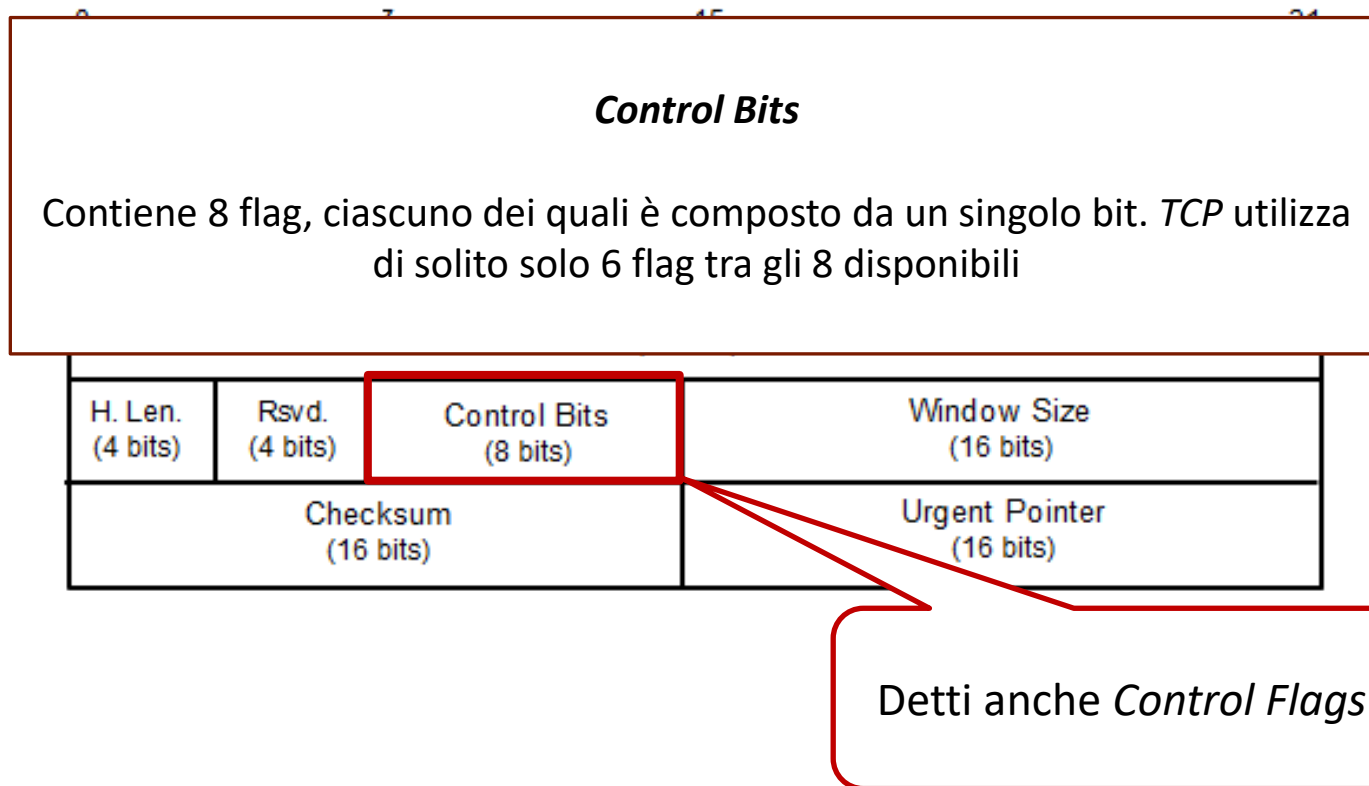 Control Bits
Contiene 8 flag, ciascuno dei quali è composto da un singolo bit. TCP utilizza
di solito solo 6 flag tra gli 8 disponibili
H. Len.
(4 bits)
Rsvd.
(4 bits)
Control Bits
(8 bits)
Window Size
(16 bits)
Checksum
(16 bits)
Urgent Pointer
(16 bits)
Detti anche Control Flags